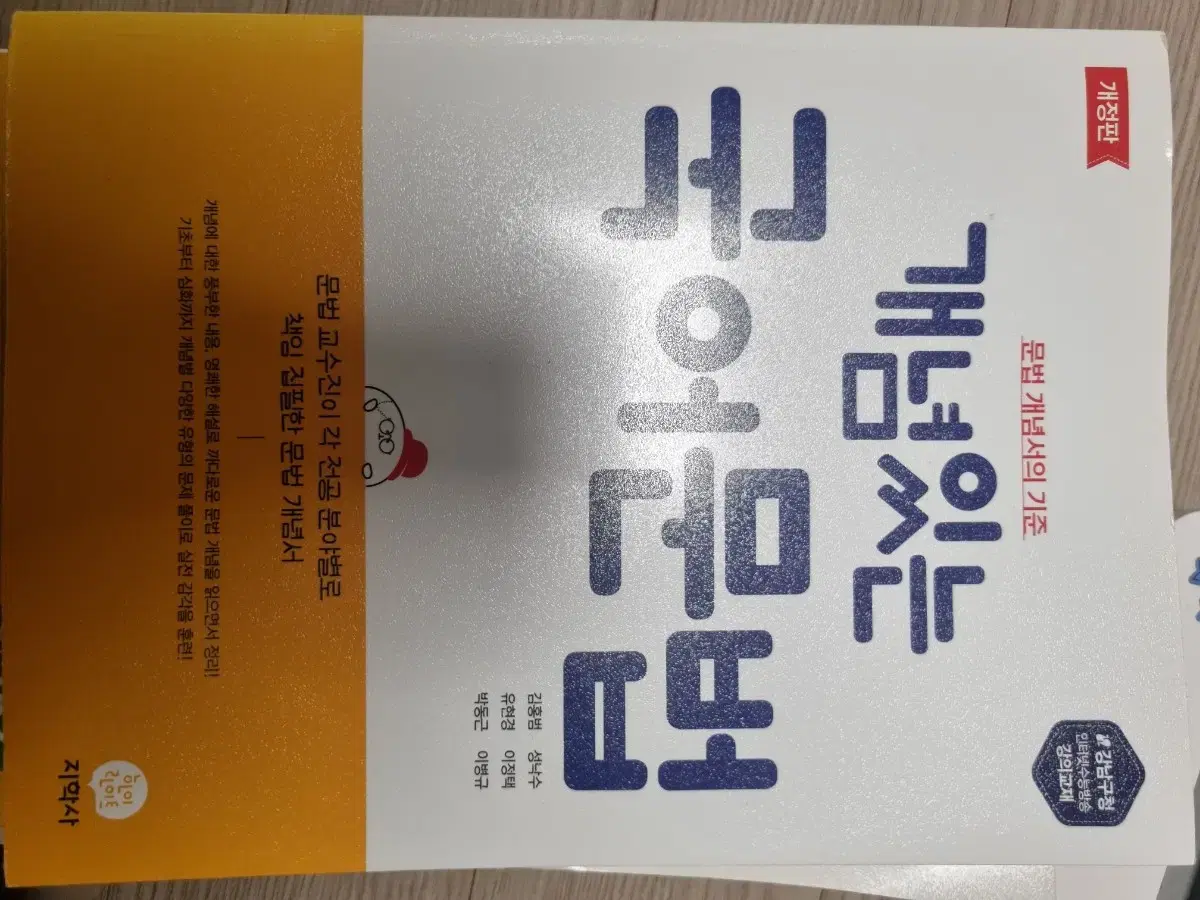 개정판
문법 개념서의 기준
개념있는
국어문법
김홍범 성낙수
유현경 이정택
박동근 이병규
강남구청
인터넷수능방송
강의교재
문법 교수진이 각 전공 분야별로
책임 집필한 문법 개념서
개념에 대한 풍부한 내용, 명쾌한 해설로 까다로운 문법 개념을 읽으면서 정리!
기초부터 심화까지 개념별 다양한 유형의 문제 풀이로 실전 감각을 훈련!
지학사